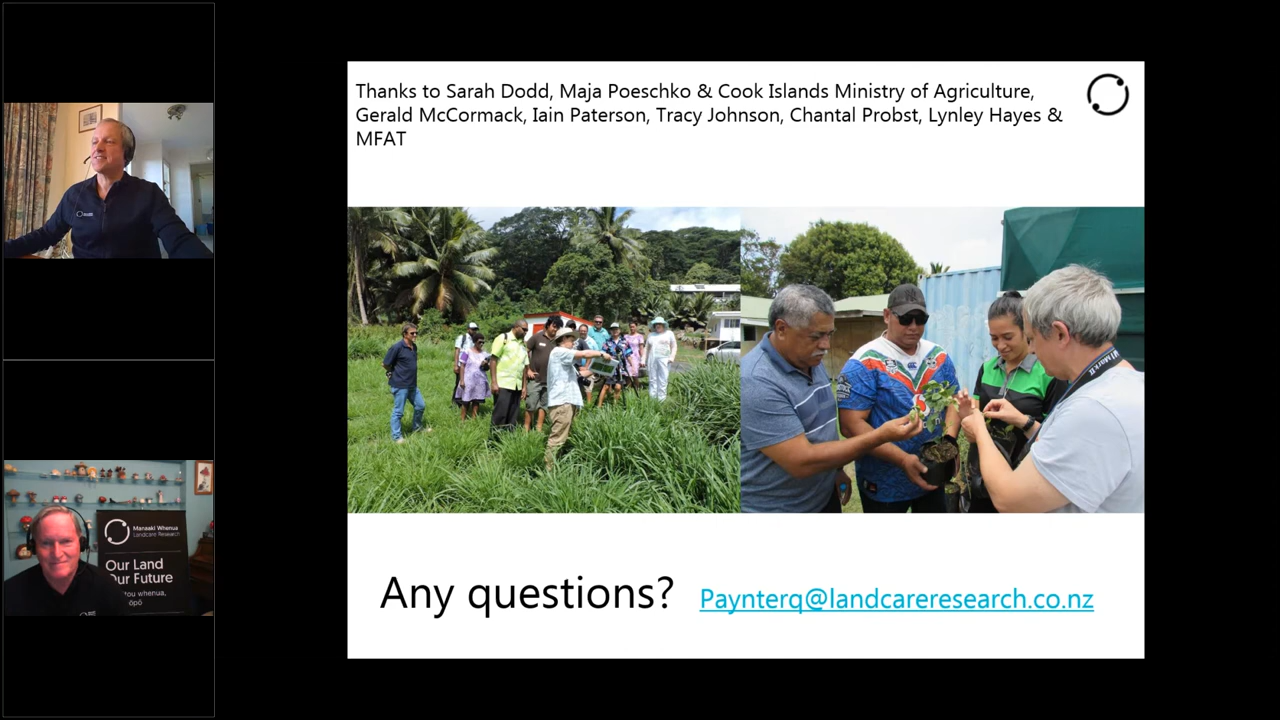 Thanks to Sarah Dodd, Maja Poeschko & Cook Islands Ministry of Agriculture,
Gerald McCormack, Iain Paterson, Tracy Johnson, Chantal Probst, Lynley Hayes &
MFAT
Manaaki Whenua
Landcare Research
Our Land
Our Future
whenua,
Any questions?
Paynterq@landcareresearch.co.nz